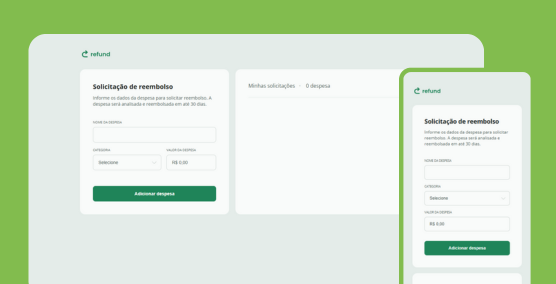 refund
Solicitação de reembolso
Informe os dados da despesa para solicitar reembolso. A
despesa será analisada e reembolsada em até 30 dias.
NOME DA DESPESA
CATEGORIA
VALOR DA DESPESA
Selecione
R$ 0.00
Adicionar despesa
Minhas solicitações
0 despesa
refund
Solicitação de reembolso
Informe os dados da despesa para solicitar
reembolso. A despesa será analisada e
reembolsada em até 30 dias.
NOME DA DESPESA
CATEGORIA
Selecione
VALOR DA DESPESA
R$ 0.00
Adicionar despesa